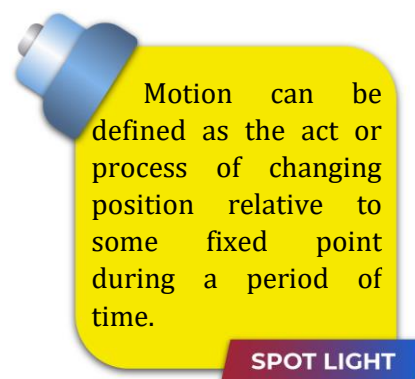 Motion can be
defined as the act or
process of changing
position relative to
some fixed point
during a period of
time.
SPOT LIGHT